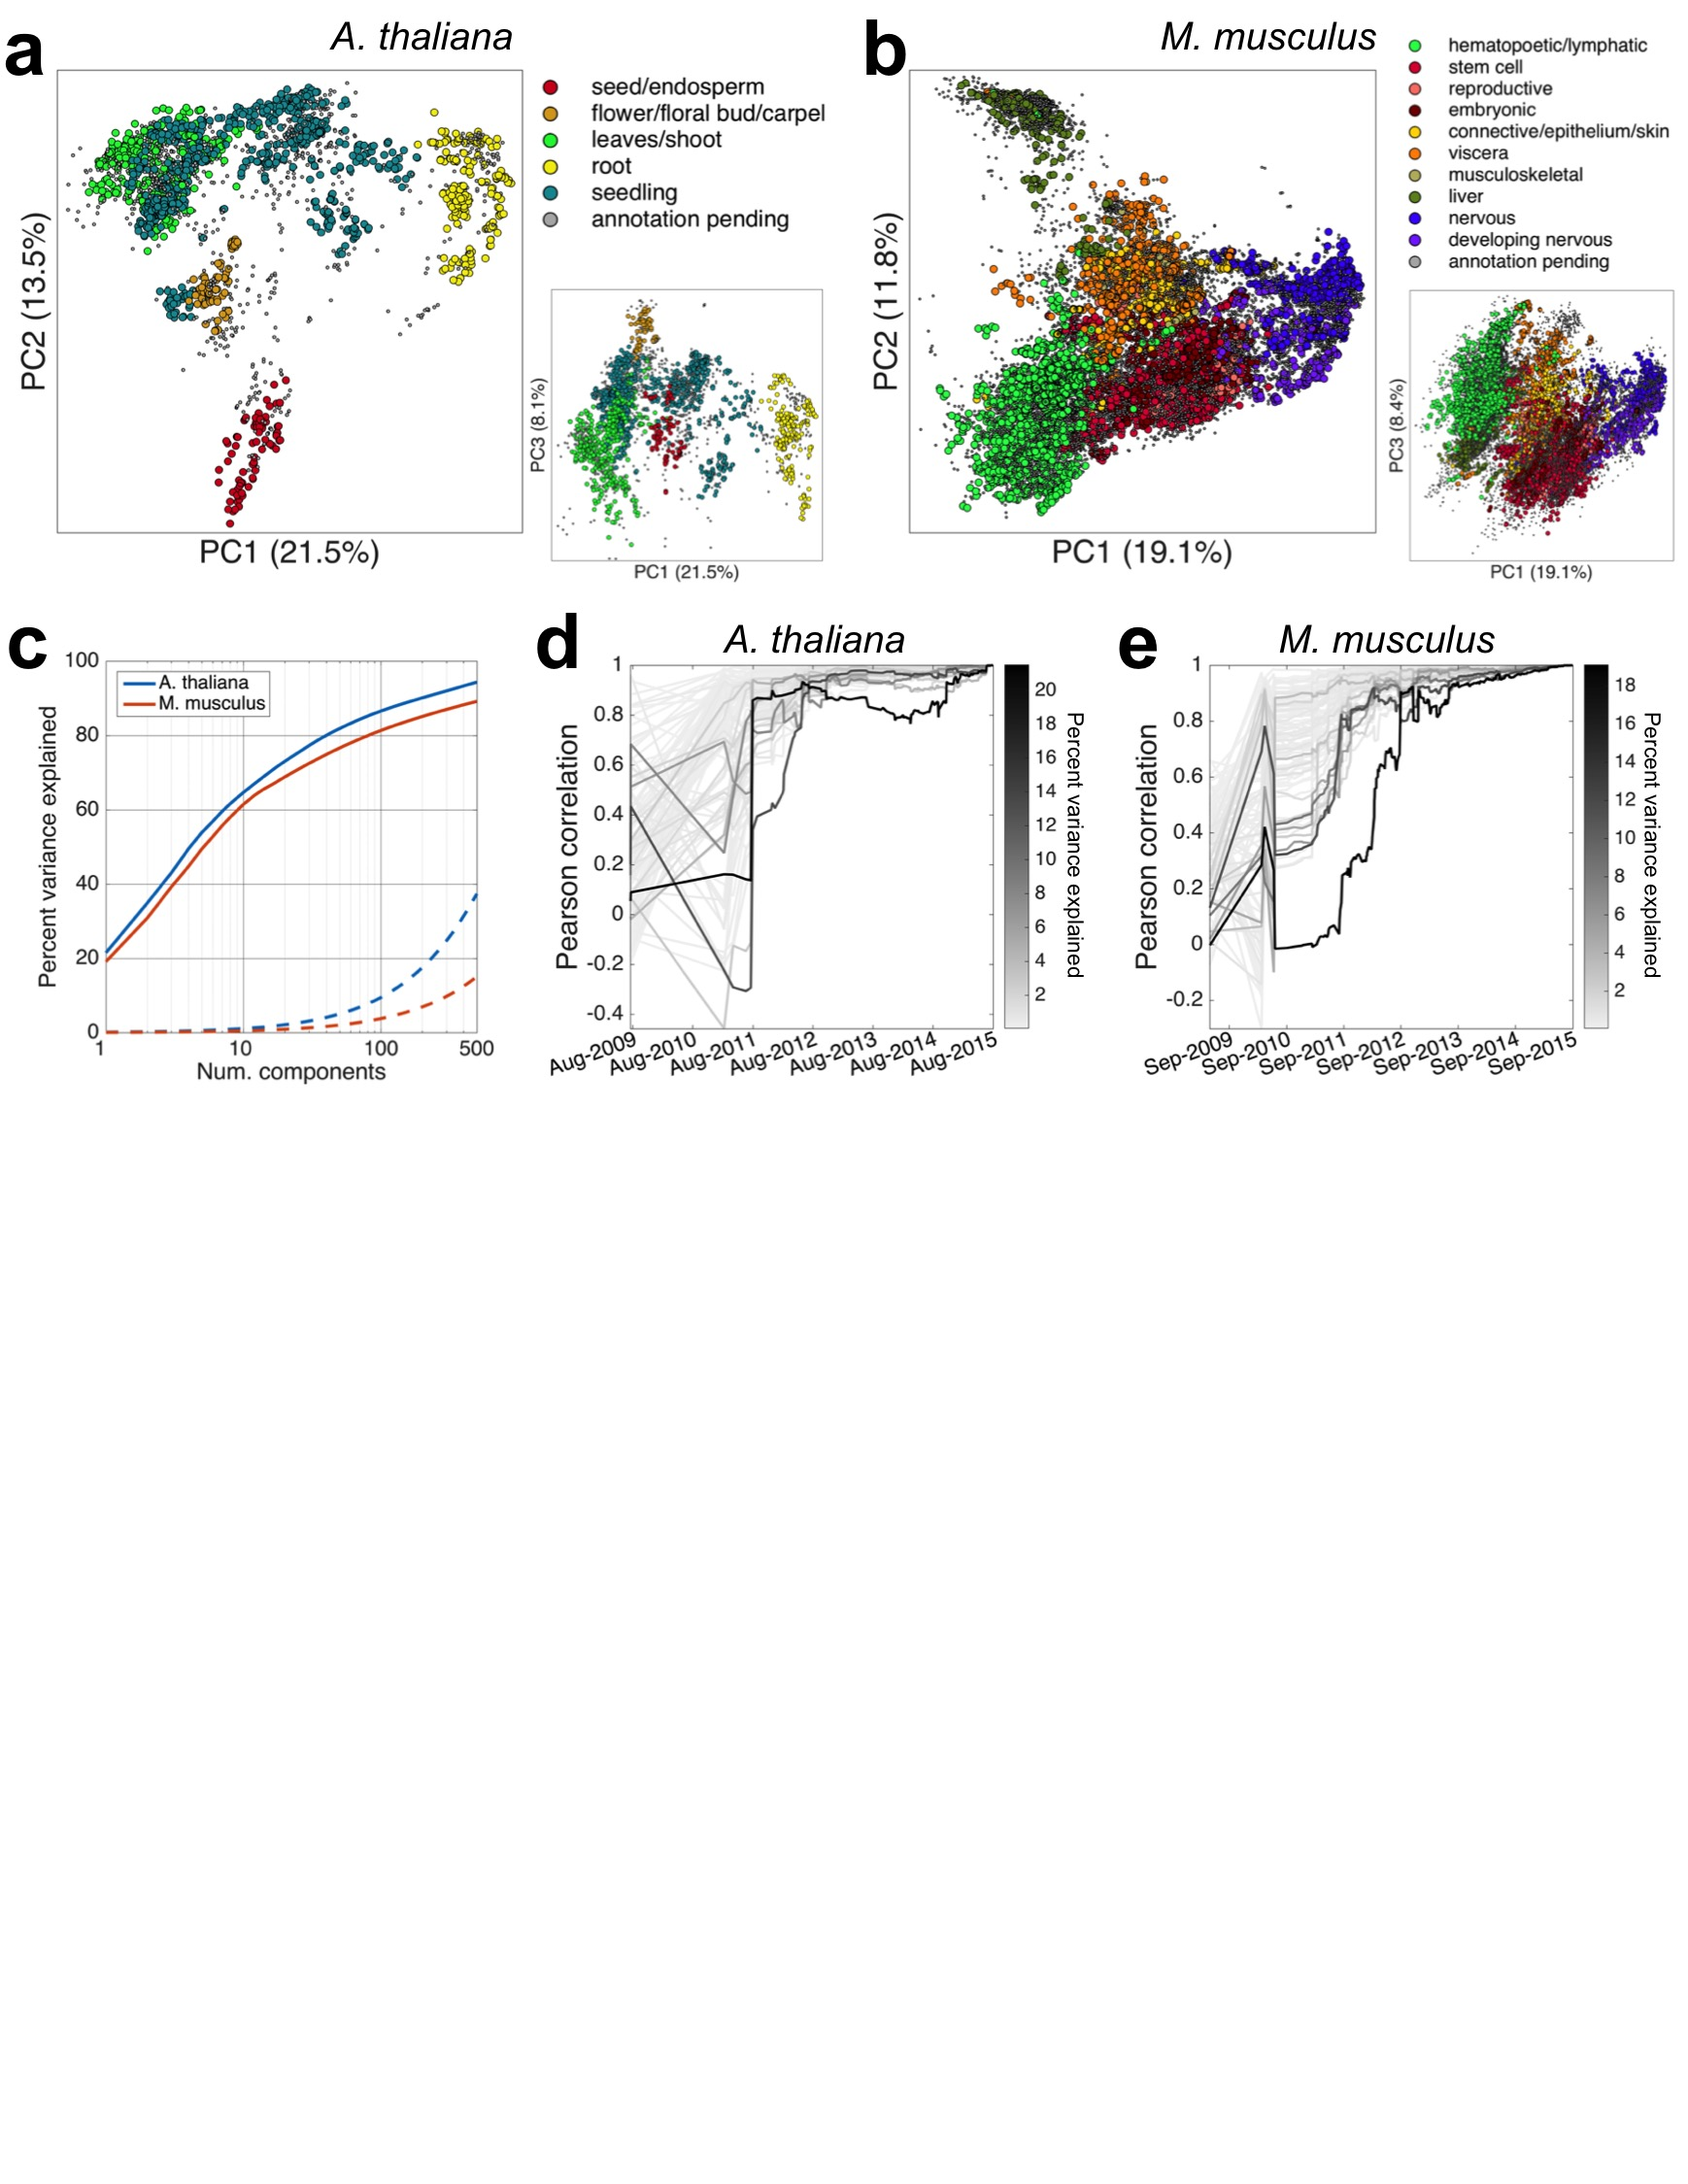 a
A. thaliana
PC2 (13.5%)
PC1 (21.5%)
seed/endosperm
flower/floral bud/carpel
leaves/shoot
root
seedling
annotation pending
PC3 (8.1%)
PC1 (21.5%)
b
M. musculus
PC2 (11.8%)
PC1 (19.1%)
hematopoetic/lymphatic
stem cell
reproductive
embryonic
connective/epithelium/skin
viscera
musculoskeletal
liver
nervous
developing nervous
annotation pending
PC3 (8.4%)
PC1 (19.1%)
c
Percent variance explained
100
80
60
40
20
0
A. thaliana
M. musculus
1
10
100
500
Num. components
d
A. thaliana
Pearson correlation
1
0.8
0.6
0.4
0.2
0
-0.2
-0.4
Aug-2009
Aug-2010
Aug-2011
Aug-2012
Aug-2013
Aug-2014
Aug-2015
20
18
16
14
12
10
8
6
4
2
Percent variance explained
e
M. musculus
Pearson correlation
1
0.8
0.6
0.4
0.2
0
-0.2
Sep-2009
Sep-2010
Sep-2011
Sep-2012
Sep-2013
Sep-2014
Sep-2015
18
16
14
12
10
8
6
4
2
Percent variance explained